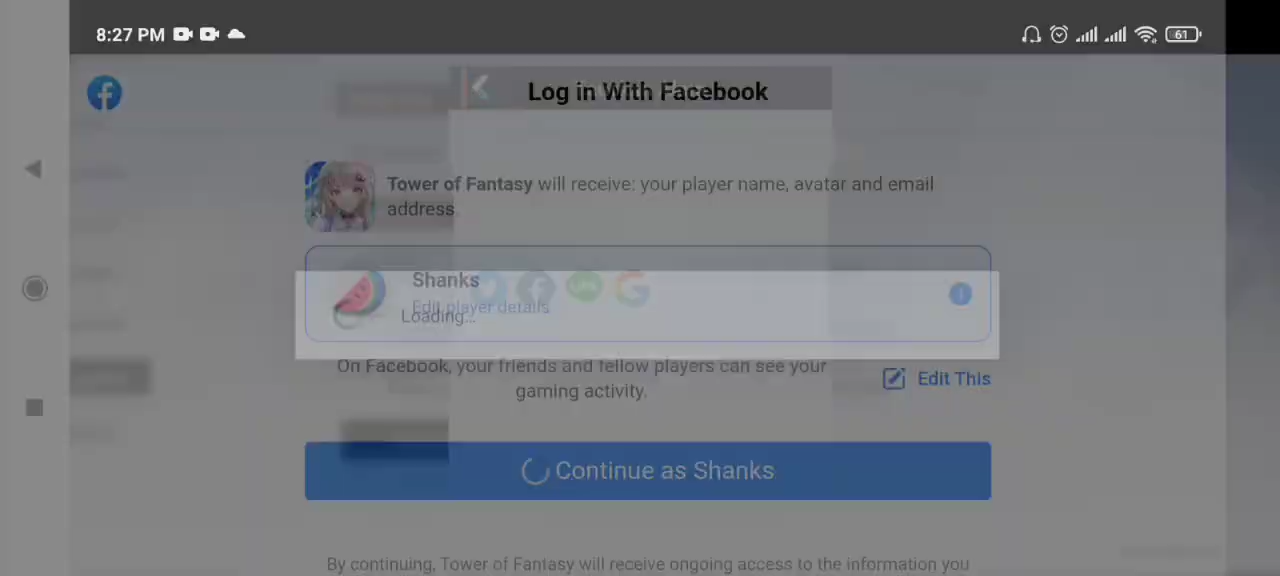 8:27 PM
61
Log in With Facebook
Tower of Fantasy will receive: your player name, avatar and email
address.
Shanks
Edit player details
Loading...
On Facebook, your friends and fellow players can see your
gaming activity.
Edit This
Continue as Shanks
By continuing, Tower of Fantasy will receive ongoing access to the information you